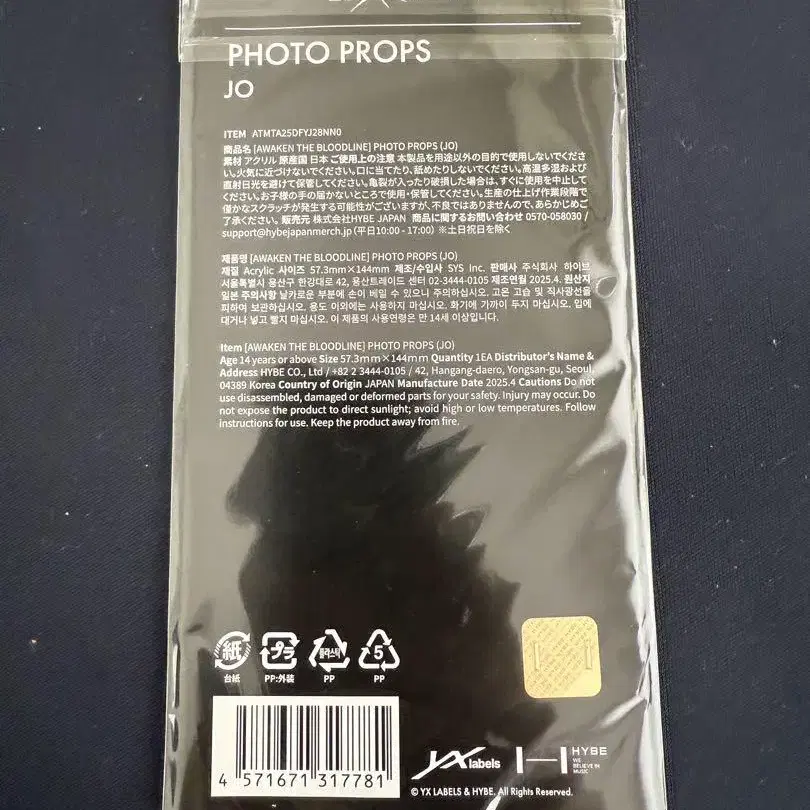 PHOTO PROPS
JO
ITEM ATMTA25DFYJ28NN0
商品名 [AWAKEN THE BLOODLINE] PHOTO PROPS (JO)
素材 アクリル 原産国 日本 ご使用上の注意 本製品を用途以外の目的で使用しないでくださ
い。火気に近づけないでください。口に当てたり、舐めたりしないでください。高温多湿および
直射日光を避けて保管してください。亀裂が入ったり破損した場合は、すぐに使用を中止して
ください。お子様の手の届かないところで使用・保管してください。生産の仕上げ作業段階で
僅かなスクラッチが発生する可能性がございますが、不良ではありませんので、あらかじめご
了承ください。販売元 株式会社HYBE JAPAN 商品に関するお問い合わせ 0570-058030 /
support@hybejapanmerch.jp (平日10:00 - 17:00) ※土日祝日を除く
제품명 [AWAKEN THE BLOODLINE] PHOTO PROPS (JO)
재질 Acrylic 사이즈 57.3mm×144mm 제조/수입사 SYS Inc. 판매사 주식회사 하이브
서울특별시 용산구 한강대로 42, 용산트레이드 센터 02-3444-0105 제조연월 2025.4. 원산지
일본 주의사항 날카로운 부분에 손이 베일 수 있으니 주의하십시오. 고온 고습 및 직사광선을
피하여 보관하십시오. 용도 이외에는 사용하지 마십시오. 화기에 가까이 두지 마십시오. 입에
대거나 넣고 빨지 마십시오. 이 제품의 사용연령은 만 14세 이상입니다.
Item [AWAKEN THE BLOODLINE] PHOTO PROPS (JO)
Age 14 years or above Size 57.3mm×144mm Quantity 1EA Distributor's Name &
Address HYBE CO., Ltd / +82 2 3444-0105 / 42, Hangang-daero, Yongsan-gu, Seoul,
04389 Korea Country of Origin JAPAN Manufacture Date 2025.4 Cautions Do not
use disassembled, damaged or deformed parts for your safety. Injury may occur. Do
not expose the product to direct sunlight; avoid high or low temperatures. Follow
instructions for use. Keep the product away from fire.
紙 プラ 플라스틱 5
台紙 PP:外装 PP PP
4 571671 317781
YX labels HYBE
WE
BELIEVE IN
MUSIC
© YX LABELS & HYBE. All Rights Reserved.